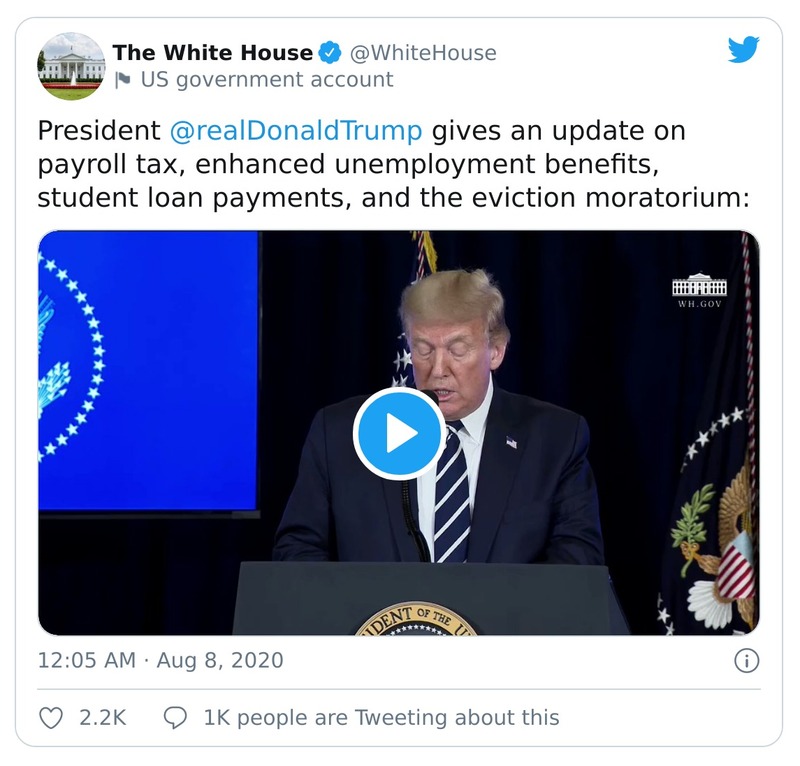 The White House @WhiteHouse
US government account
President @realDonaldTrump gives an update on
payroll tax, enhanced unemployment benefits,
student loan payments, and the eviction moratorium:
WH.GOV
IDENT OF THE U
12:05 AM · Aug 8, 2020
2.2K 1K people are Tweeting about this